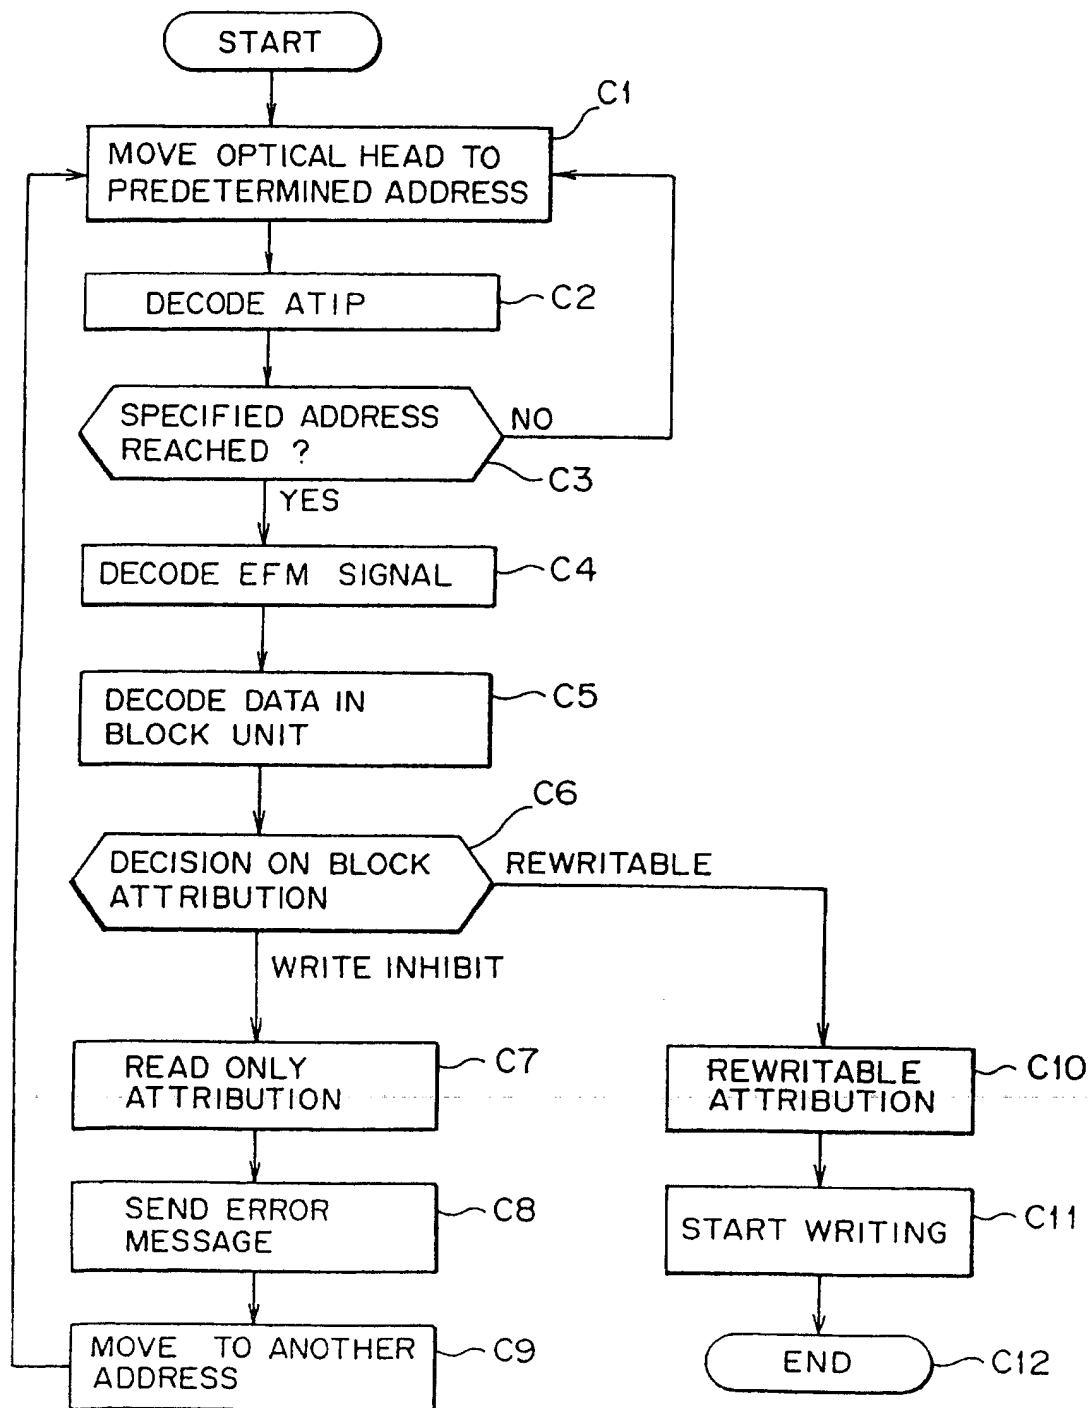 START
C1
MOVE OPTICAL HEAD TO
PREDETERMINED ADDRESS
DECODE ATIP
C2
SPECIFIED ADDRESS
REACHED ?
NO
C3
YES
DECODE EFM SIGNAL
C4
DECODE DATA IN
BLOCK UNIT
C5
C6
DECISION ON BLOCK
ATTRIBUTION
REWRITABLE
WRITE INHIBIT
READ ONLY
ATTRIBUTION
C7
REWRITABLE
ATTRIBUTION
C10
SEND ERROR
MESSAGE
C8
START WRITING
C11
MOVE TO ANOTHER
ADDRESS
C9
END
C12